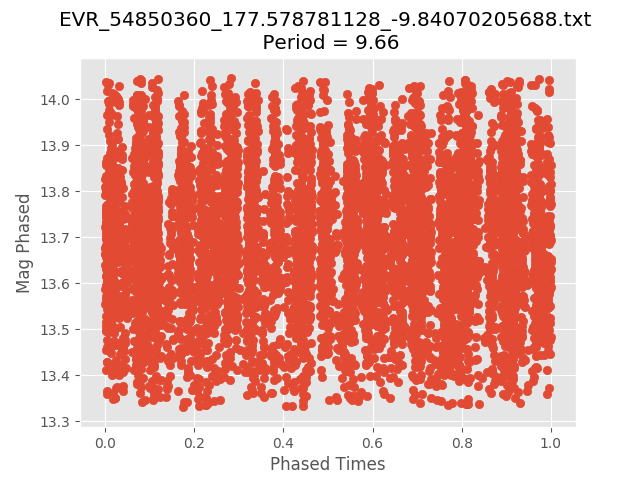 EVR_54850360_177.578781128_-9.84070205688.txt
Period = 9.66
Mag Phased
14.0
13.9
13.8
13.7
13.6
13.5
13.4
13.3
0.0 0.2 0.4 0.6 0.8 1.0
Phased Times